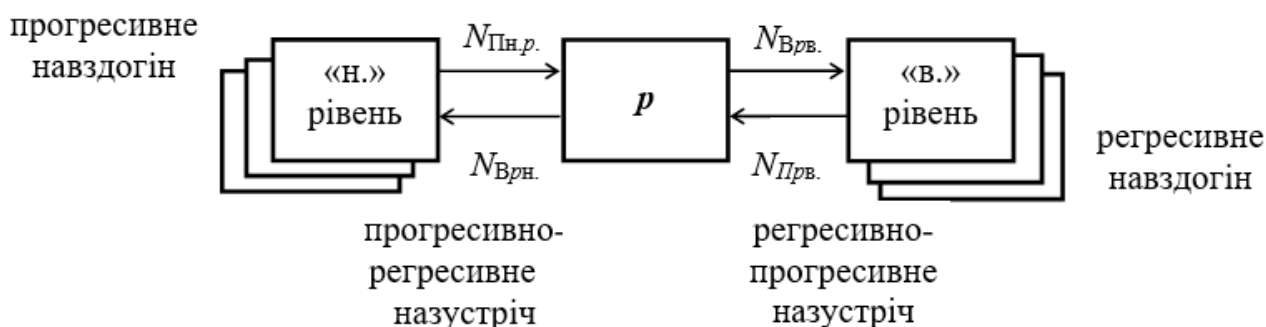 прогресивне
навздогін
«н.»
рівень
N_Пн.р.
N_Врн.
p
N_Врв.
N_Прв.
«в.»
рівень
регресивне
навздогін
прогресивно-
регресивне
назустріч
регресивно-
прогресивне
назустріч